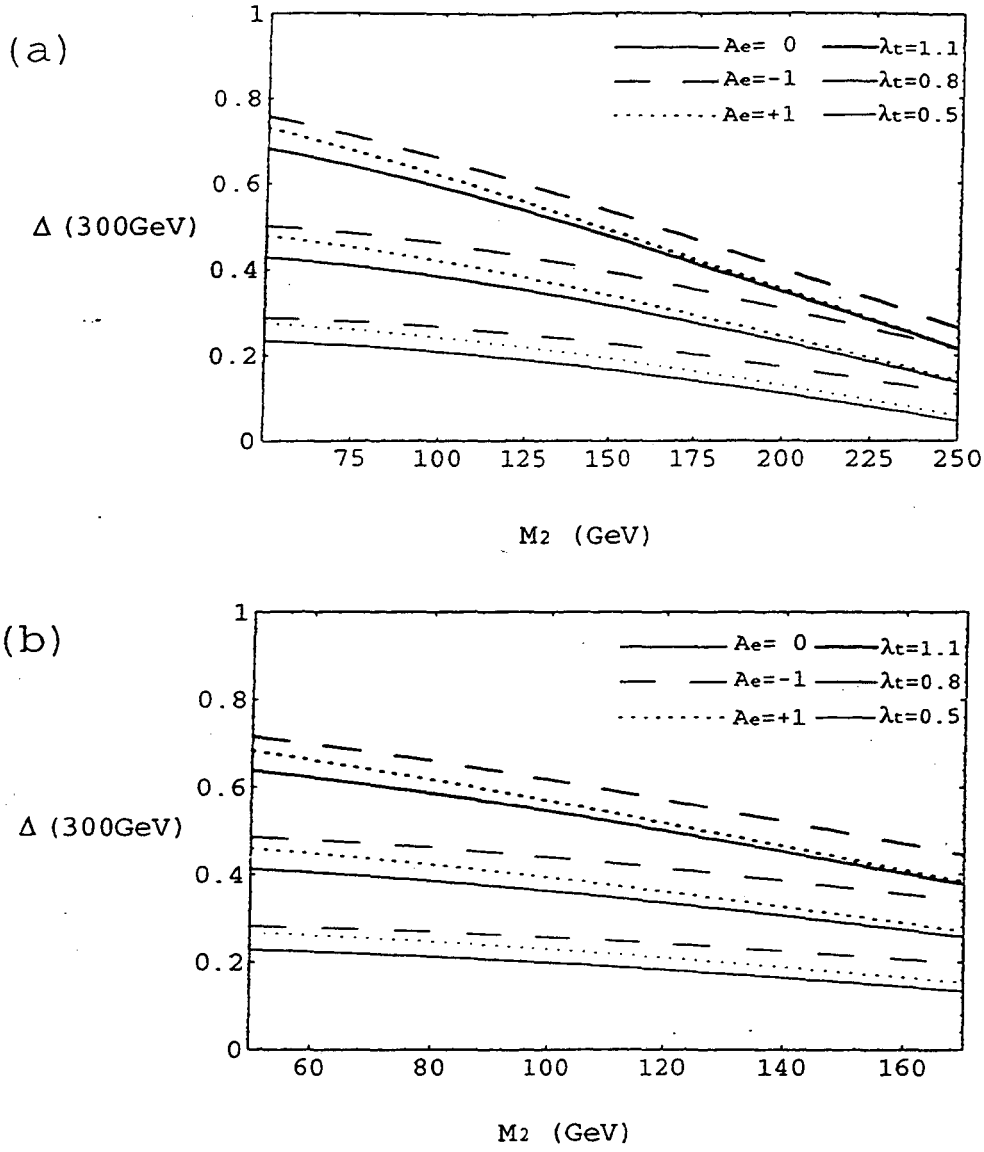 (a)
1
0.8
0.6
0.4
0.2
0
Δ (300GeV)
Ae= 0 λt=1.1
Ae=-1 λt=0.8
Ae=+1 λt=0.5
75 100 125 150 175 200 225 250
M2 (GeV)
(b)
1
0.8
0.6
0.4
0.2
0
Δ (300GeV)
Ae= 0 λt=1.1
Ae=-1 λt=0.8
Ae=+1 λt=0.5
60 80 100 120 140 160
M2 (GeV)